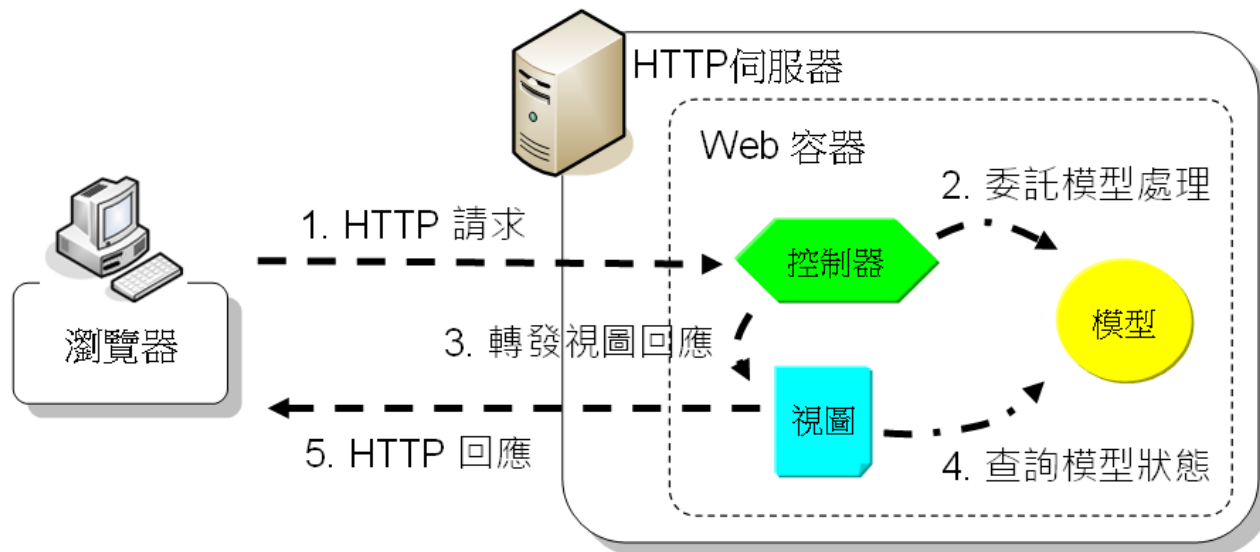 HTTP伺服器
Web 容器
2. 委託模型處理
1. HTTP 請求
控制器
模型
3. 轉發視圖回應
瀏覽器
視圖
5. HTTP 回應
4. 查詢模型狀態